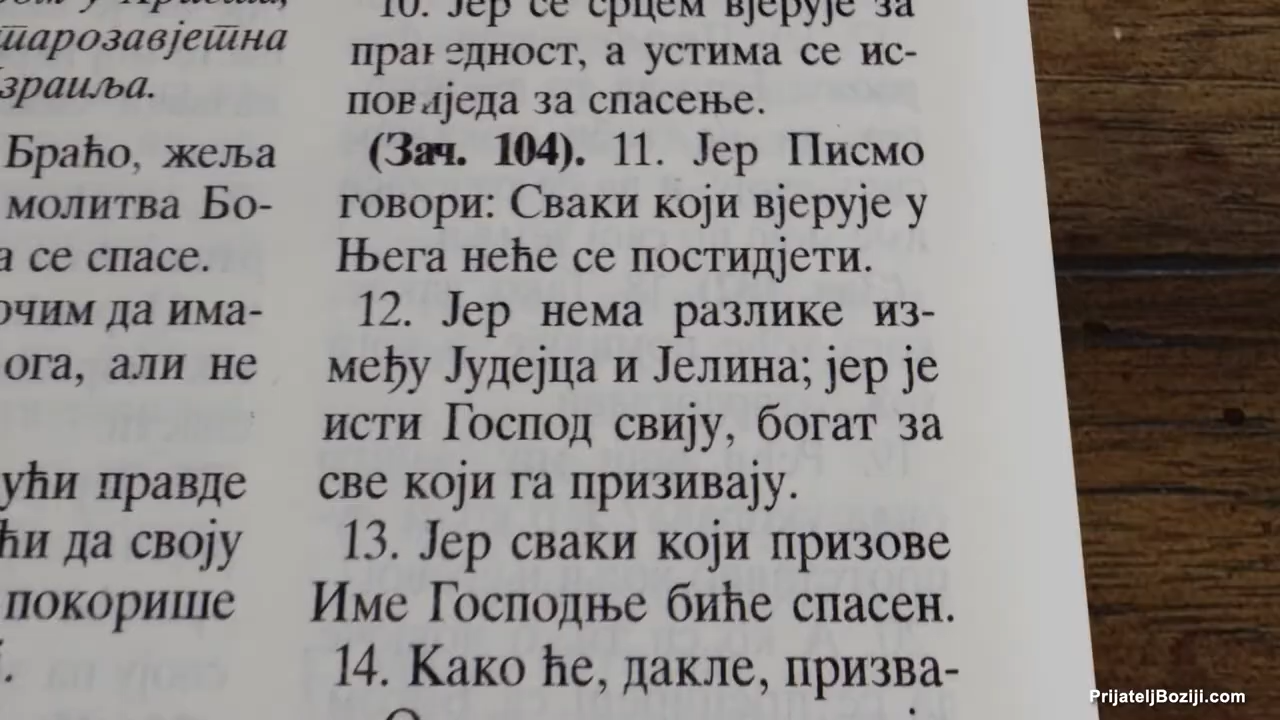 старозавјетна
Израиља.
Браћо, жеља
молитва Бо-
а се спасе.
очим да има-
ога, али не
ући правде
ћи да своју
покорише
10. Јер се срцем вјерује за
праведност, а устима се ис-
повиједа за спасење.
(Зач. 104). 11. Јер Писмо
говори: Сваки који вјерује у
Њега неће се постидјети.
12. Јер нема разлике из-
међу Јудејца и Јелина; јер је
исти Господ свију, богат за
све који га призивају.
13. Јер сваки који призове
Име Господње биће спасен.
14. Како ће, дакле, призва-
PrijateljBoziji.com